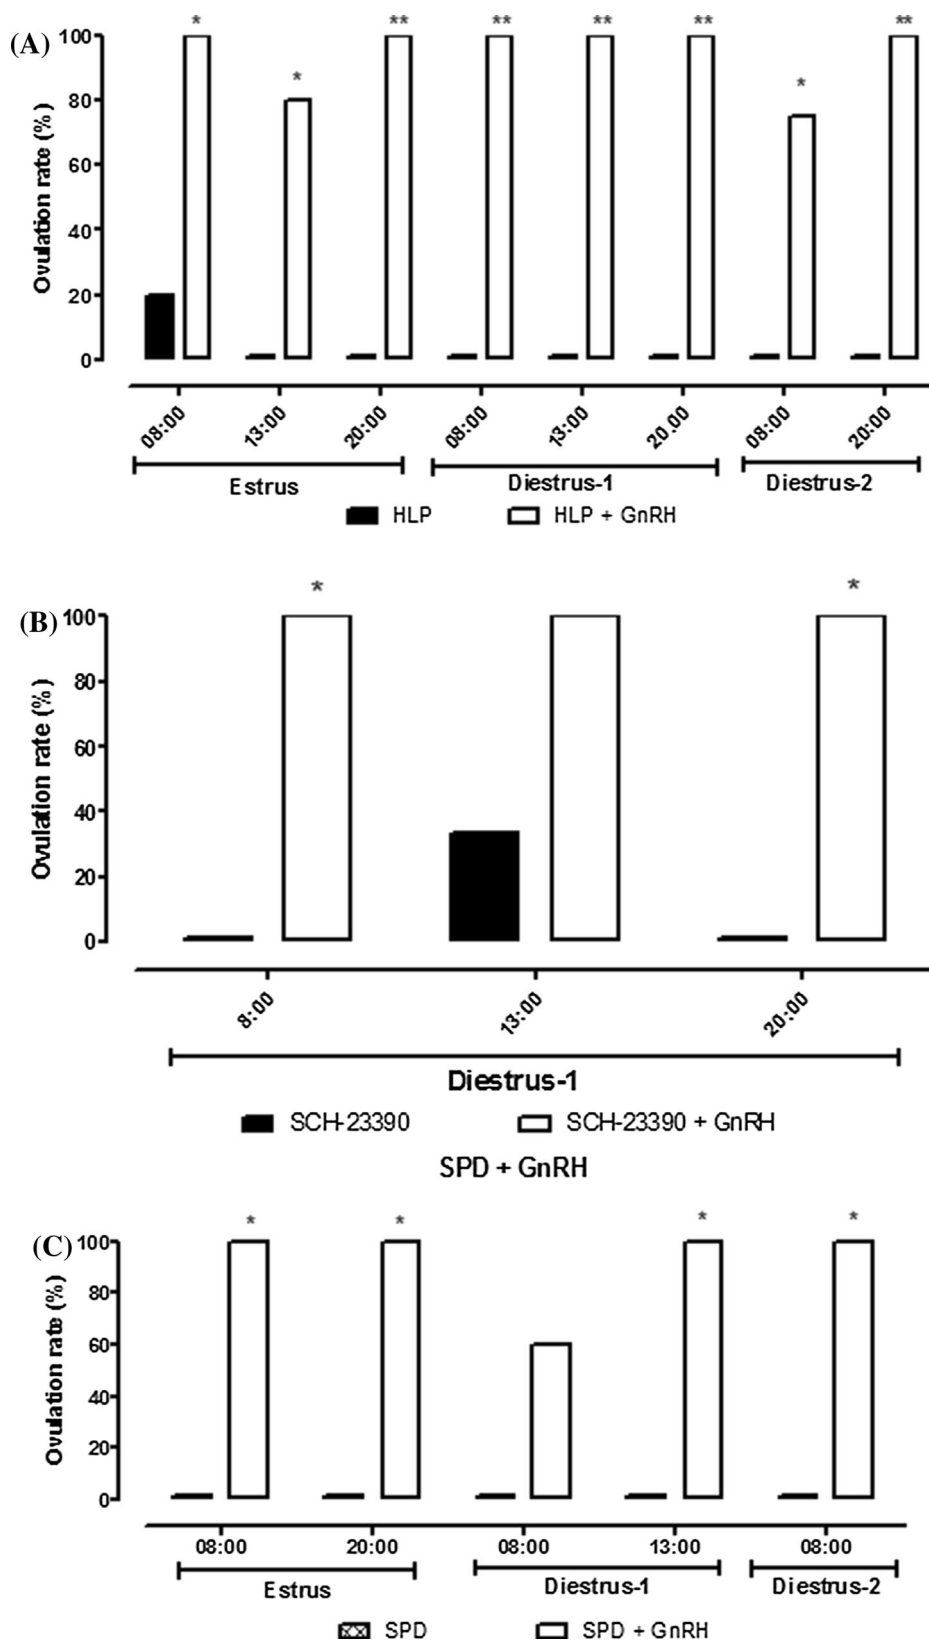 (A)
* * ** ** ** ** * **
Ovulation rate (%)
100
80
60
40
20
0
08:00 13:00 20:00 08:00 13:00 20:00 08:00 20:00
Estrus Diestrus-1 Diestrus-2
HLP HLP + GnRH
(B)
* *
Ovulation rate (%)
100
80
60
40
20
0
8:00 13:00 20:00
Diestrus-1
SCH-23390 SCH-23390 + GnRH
SPD + GnRH
(C)
* * * *
Ovulation rate (%)
100
80
60
40
20
0
08:00 20:00 08:00 13:00 08:00
Estrus Diestrus-1 Diestrus-2
SPD SPD + GnRH